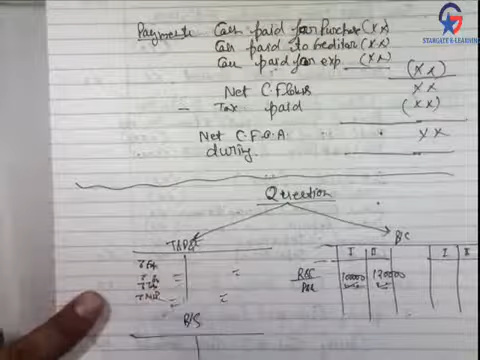 STARGATE E-LEARNING
Payments Cash paid for Purchase (xx)
Cash paid to Creditor (xx)
Cash paid for exp. (xx)
(xx)
Net C. Flows xx
- Tax paid (xx)
Net C.F.O.A. xx
during
Question
B/S
I II I II
100000 120000
B/S